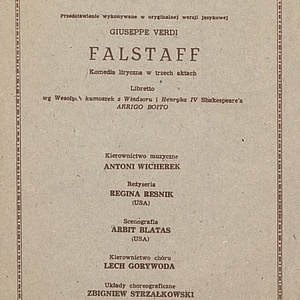 Przedstawienie wykonywane w oryginalnej wersji językowej
GIUSEPPE VERDI
FALSTAFF
Komedia liryczna w trzech aktach
Libretto
wg Wesołych kumoszek z Windsoru i Henryka IV Shakespeare'a
ARRIGO BOITO
Kierownictwo muzyczne
ANTONI WICHEREK
Reżyseria
REGINA RESNIK
(USA)
Scenografia
ARBIT BLATAS
(USA)
Kierownictwo chóru
LECH GORYWODA
Układy choreograficzne
ZBIGNIEW STRZAŁKOWSKI